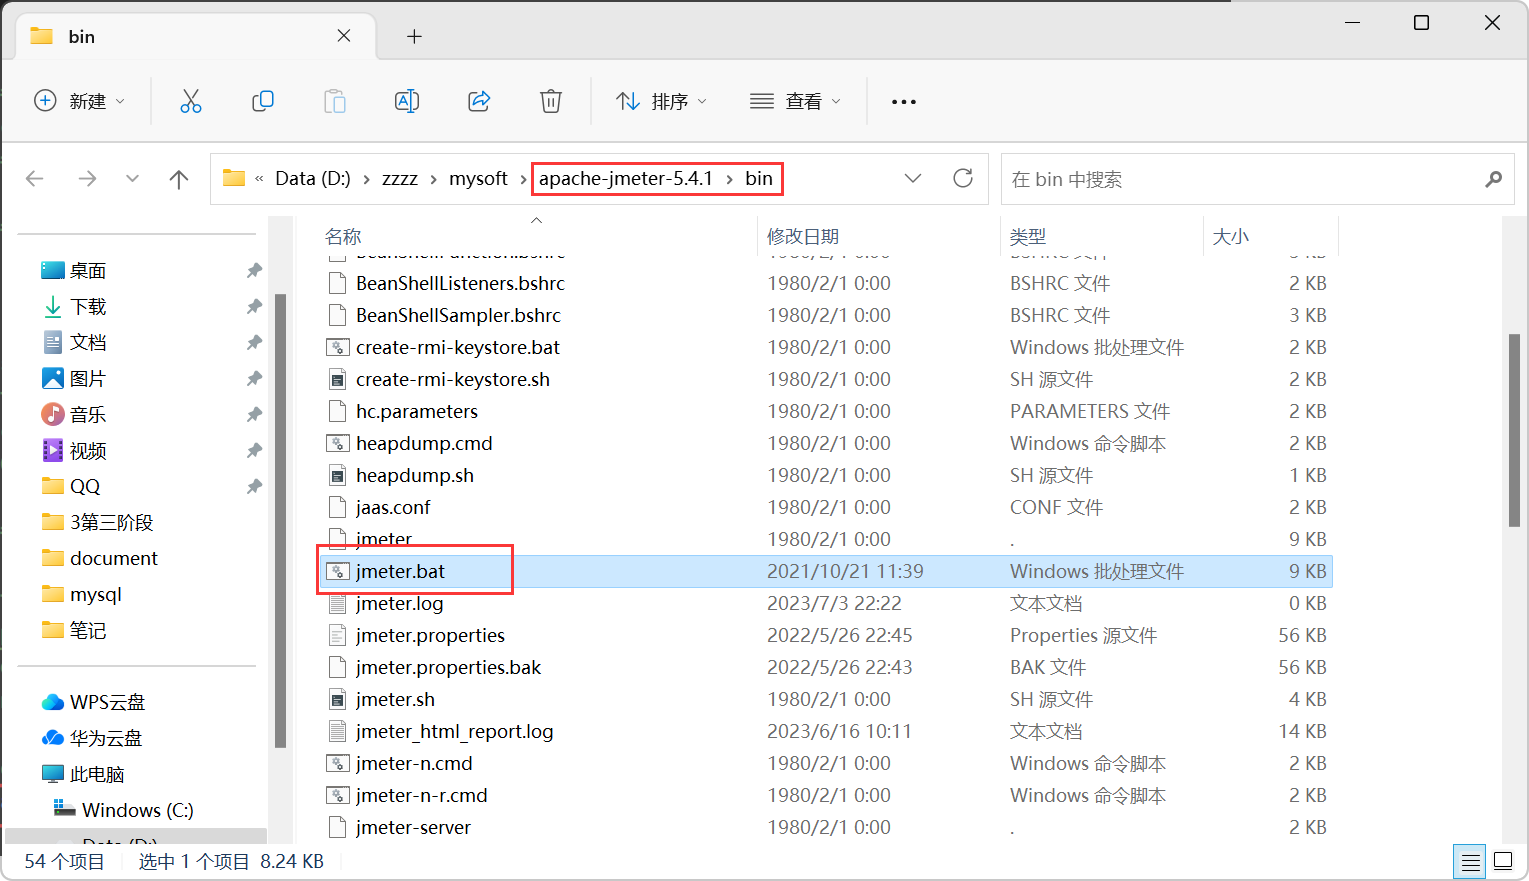 bin
新建
排序
查看
« Data (D:) › zzzz › mysoft › apache-jmeter-5.4.1 › bin
在 bin 中搜索
名称 修改日期 类型 大小
BeanShellListeners.bshrc 1980/2/1 0:00 BSHRC 文件 2 KB
BeanShellSampler.bshrc 1980/2/1 0:00 BSHRC 文件 3 KB
create-rmi-keystore.bat 1980/2/1 0:00 Windows 批处理文件 2 KB
create-rmi-keystore.sh 1980/2/1 0:00 SH 源文件 2 KB
hc.parameters 1980/2/1 0:00 PARAMETERS 文件 2 KB
heapdump.cmd 1980/2/1 0:00 Windows 命令脚本 2 KB
heapdump.sh 1980/2/1 0:00 SH 源文件 1 KB
jaas.conf 1980/2/1 0:00 CONF 文件 2 KB
jmeter 1980/2/1 0:00 . 9 KB
jmeter.bat 2021/10/21 11:39 Windows 批处理文件 9 KB
jmeter.log 2023/7/3 22:22 文本文档 0 KB
jmeter.properties 2022/5/26 22:45 Properties 源文件 56 KB
jmeter.properties.bak 2022/5/26 22:43 BAK 文件 56 KB
jmeter.sh 1980/2/1 0:00 SH 源文件 4 KB
jmeter_html_report.log 2023/6/16 10:11 文本文档 14 KB
jmeter-n.cmd 1980/2/1 0:00 Windows 命令脚本 2 KB
jmeter-n-r.cmd 1980/2/1 0:00 Windows 命令脚本 2 KB
jmeter-server 1980/2/1 0:00 . 2 KB
桌面
下载
文档
图片
音乐
视频
QQ
3第三阶段
document
mysql
笔记
WPS云盘
华为云盘
此电脑
Windows (C:)
54 个项目 选中 1 个项目 8.24 KB